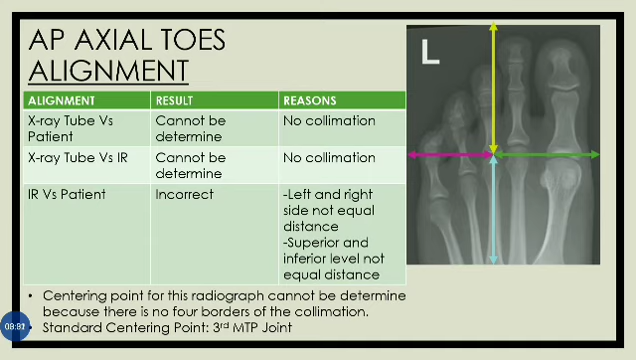 AP AXIAL TOES
ALIGNMENT
L
ALIGNMENT RESULT REASONS
X-ray Tube Vs Patient Cannot be determine No collimation
X-ray Tube Vs IR Cannot be determine No collimation
IR Vs Patient Incorrect -Left and right
side not equal
distance
-Superior and
inferior level not
equal distance
• Centering point for this radiograph cannot be determine
because there is no four borders of the collimation.
• Standard Centering Point: 3rd MTP Joint